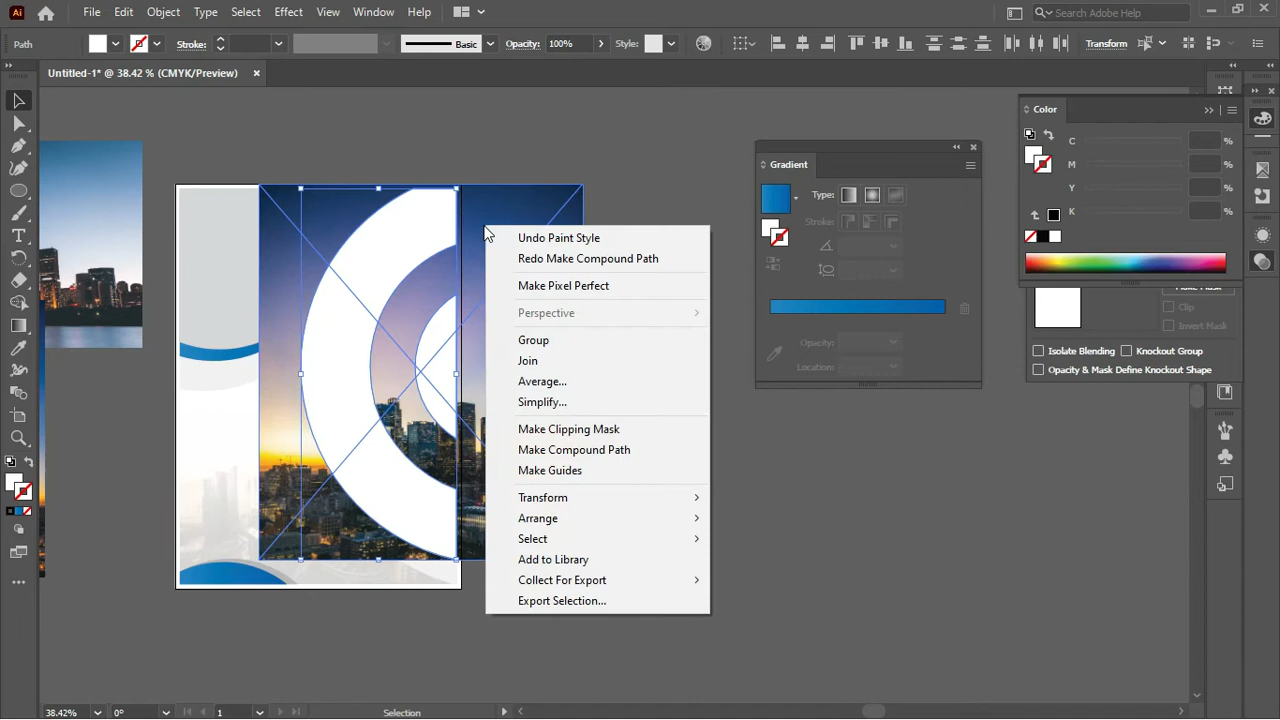 Ai File Edit Object Type Select Effect View Window Help Search Adobe Help
Path Stroke: Basic Opacity: 100% Style: Transform
Untitled-1* @ 38.42 % (CMYK/Preview) ×
Color
C %
M %
Y %
K %
Gradient
Type:
Stroke:
Opacity:
Location:
Make Mask
Clip
Invert Mask
Isolate Blending Knockout Group
Opacity & Mask Define Knockout Shape
Undo Paint Style
Redo Make Compound Path
Make Pixel Perfect
Perspective
Group
Join
Average...
Simplify...
Make Clipping Mask
Make Compound Path
Make Guides
Transform
Arrange
Select
Add to Library
Collect For Export
Export Selection...
38.42% 0° 1 Selection